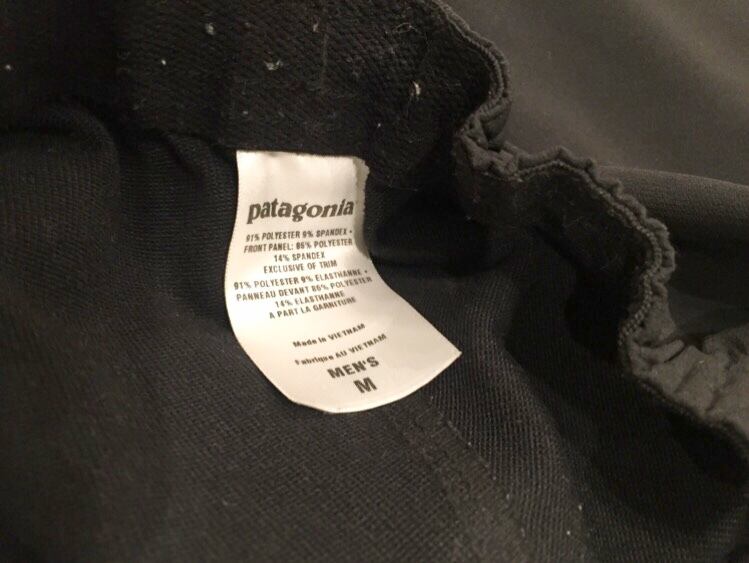 patagonia
91% POLYESTER 9% SPANDEX •
FRONT PANEL: 86% POLYESTER
14% SPANDEX
EXCLUSIVE OF TRIM
91% POLYESTER 9% ELASTHANNE •
PANNEAU DEVANT 86% POLYESTER
14% ELASTHANNE
A PART LA GARNITURE
Made in VIETNAM
Fabrique AU VIETNAM
MEN'S
M